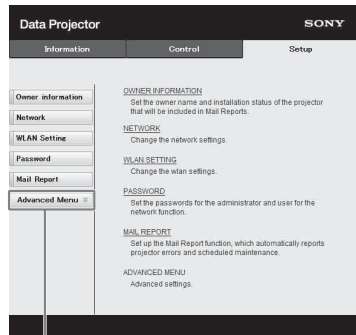 Data Projector
SONY
Information
Control
Setup
Owner information
Network
WLAN Setting
Password
Mail Report
Advanced Menu
OWNER INFORMATION
Set the owner name and installation status of the projector
that will be included in Mail Reports.
NETWORK
Change the network settings.
WLAN SETTING
Change the wlan settings.
PASSWORD
Set the passwords for the administrator and user for the
network function.
MAIL REPORT
Set up the Mail Report function, which automatically reports
projector errors and scheduled maintenance.
ADVANCED MENU
Advanced settings.